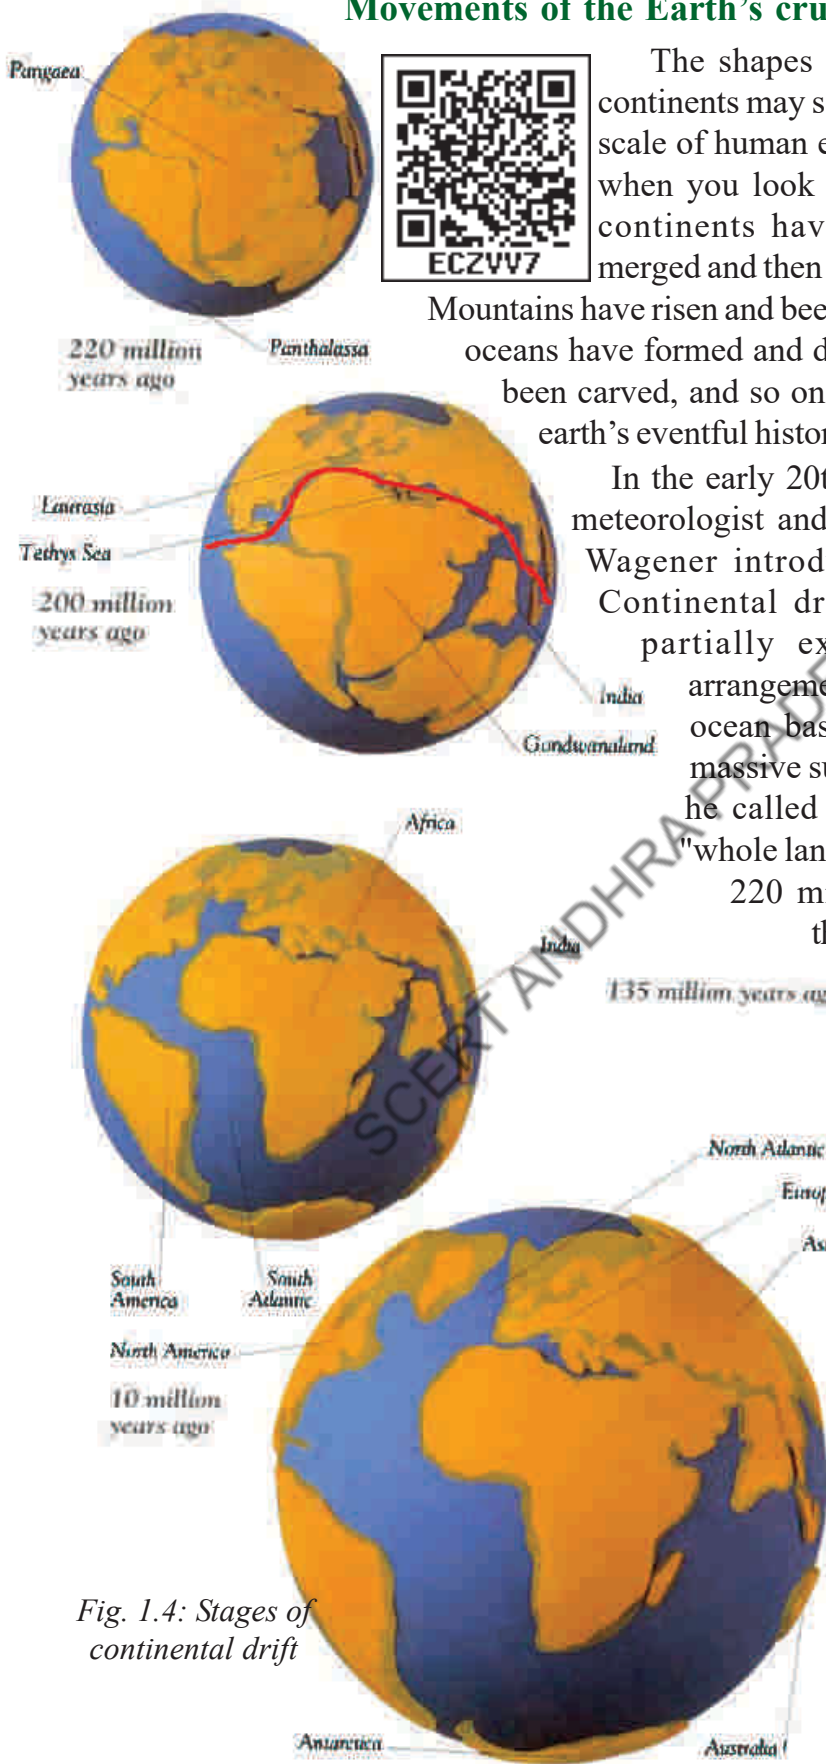 Movements of the Earth's cru
Pangaea
The shapes
continents may s
scale of human e
when you look
continents hav
ECZVV7
merged and then
Mountains have risen and bee
220 million
years ago
Panthalassa
oceans have formed and d
been carved, and so on
earth's eventful histor
In the early 20t
Laurasia
meteorologist and
Tethys Sea
Wagener introd
200 million
years ago
Continental dr
partially ex
India
arrangeme
Gondwanaland
ocean bas
massive su
he called
Africa
"whole lan
220 m
th
India
135 million years ag
SCERT ANDHRA PRADE
North Atlantic
Europ
As
South
America
South
Atlantic
North America
10 million
years ago
Fig. 1.4: Stages of
continental drift
Antarctica
Australia